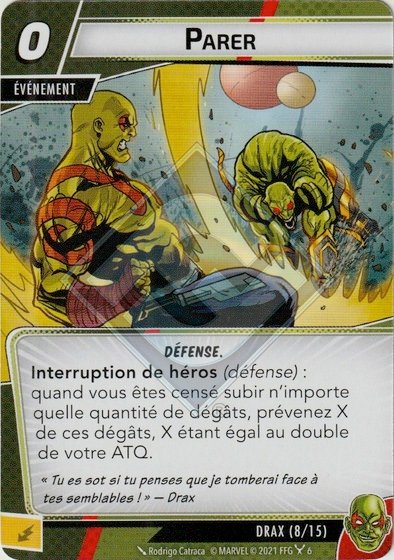 0
PARER
ÉVÉNEMENT
DÉFENSE.
Interruption de héros (défense) :
quand vous êtes censé subir n'importe
quelle quantité de dégâts, prévenez X
de ces dégâts, X étant égal au double
de votre ATQ.
« Tu es sot si tu penses que je tomberai face à
tes semblables ! » — Drax
DRAX (8/15)
Rodrigo Catraca © MARVEL © 2021 FFG 6